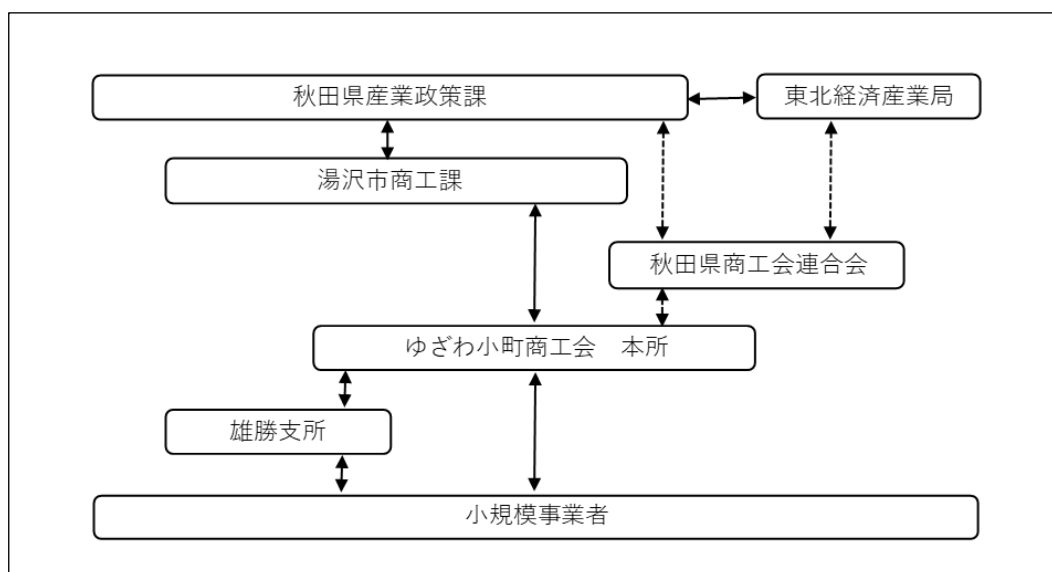 秋田県産業政策課
東北経済産業局
湯沢市商工課
秋田県商工会連合会
ゆざわ小町商工会　本所
雄勝支所
小規模事業者